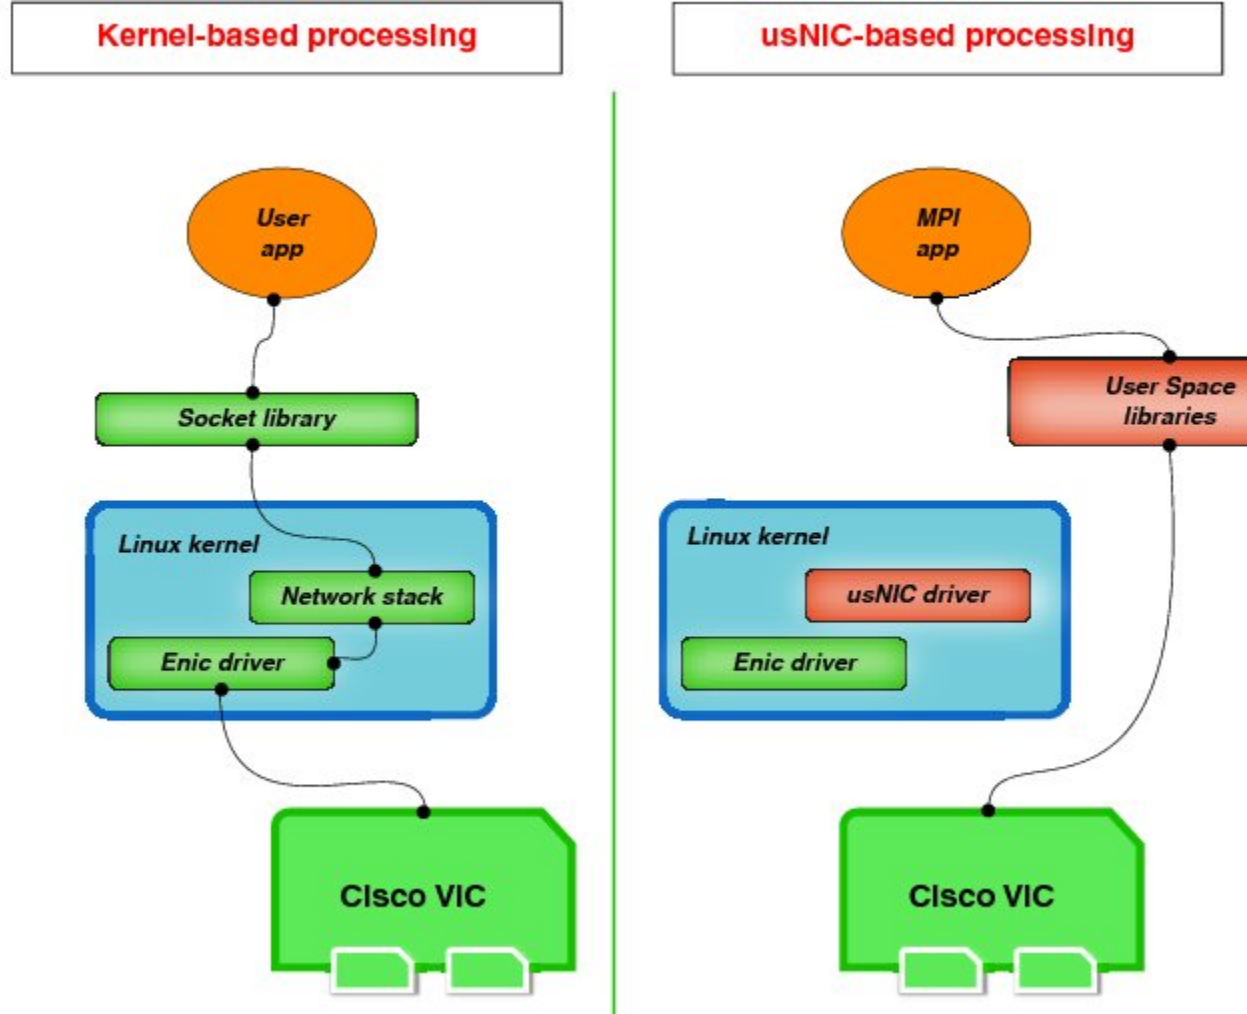 Kernel-based processing
User
app
Socket library
Linux kernel
Network stack
Enic driver
Cisco VIC
usNIC-based processing
MPI
app
User Space
libraries
Linux kernel
usNIC driver
Enic driver
Cisco VIC